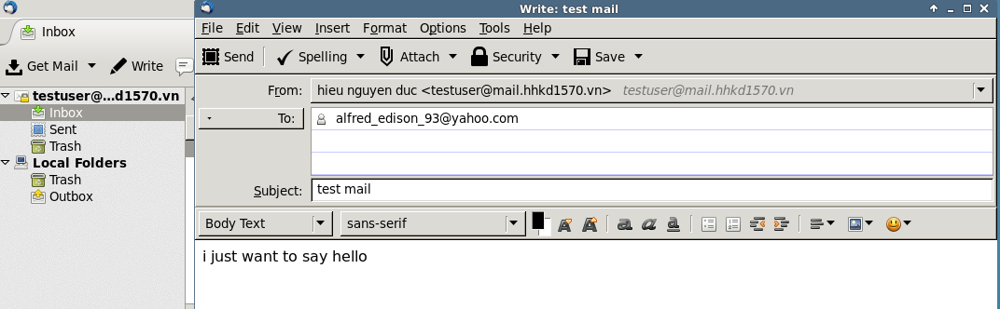 Write: test mail
Inbox
File Edit View Insert Format Options Tools Help
Get Mail Write
Send Spelling Attach Security Save
testuser@...d1570.vn
Inbox
Sent
Trash
Local Folders
Trash
Outbox
From: hieu nguyen duc <testuser@mail.hhkd1570.vn> testuser@mail.hhkd1570.vn
To: alfred_edison_93@yahoo.com
Subject: test mail
Body Text sans-serif A A a a a
i just want to say hello